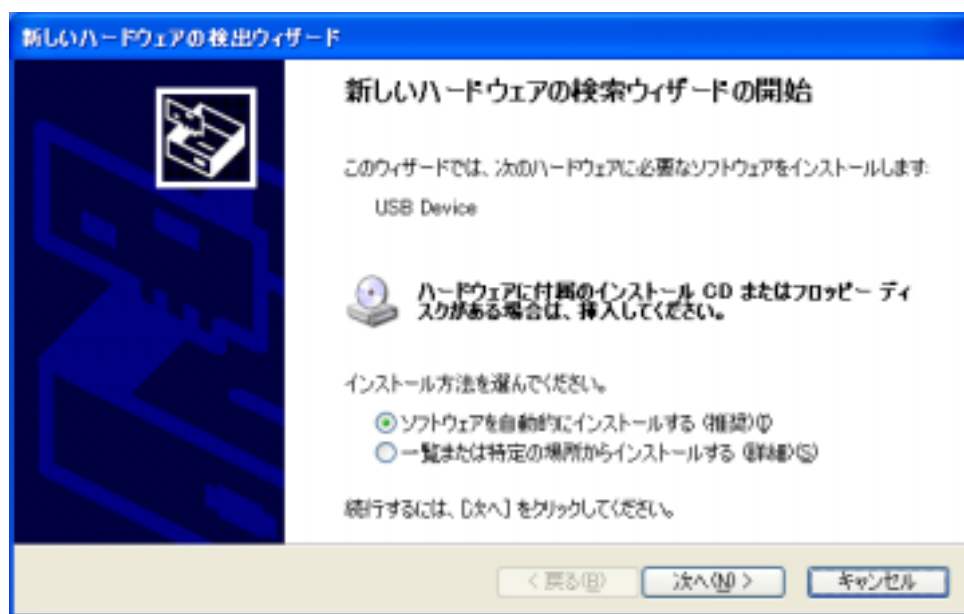 新しいハードウェアの検出ウィザード
新しいハードウェアの検索ウィザードの開始
このウィザードでは、次のハードウェアに必要なソフトウェアをインストールします:
USB Device
ハードウェアに付属のインストール CD またはフロッピー ディ
スクがある場合は、挿入してください。
インストール方法を選んでください。
ソフトウェアを自動的にインストールする (推奨)(I)
一覧または特定の場所からインストールする (詳細)(S)
続行するには、[次へ] をクリックしてください。
< 戻る(B) 次へ(N) > キャンセル